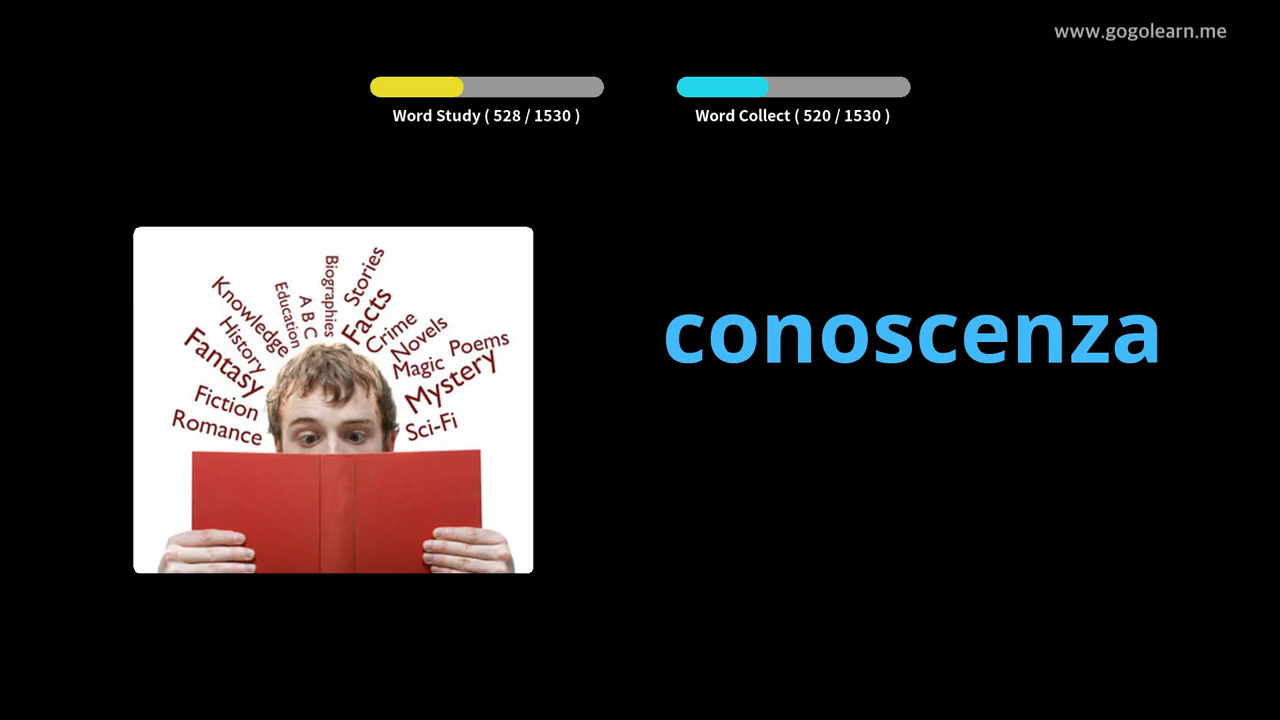 www.gogolearn.me
Word Study ( 528 / 1530 )
Word Collect ( 520 / 1530 )
Stories
Biographies
Facts
A B C
Education
Knowledge
Crime
Novels
History
Poems
Magic
Fantasy
Mystery
Fiction
Sci-Fi
Romance
conoscenza